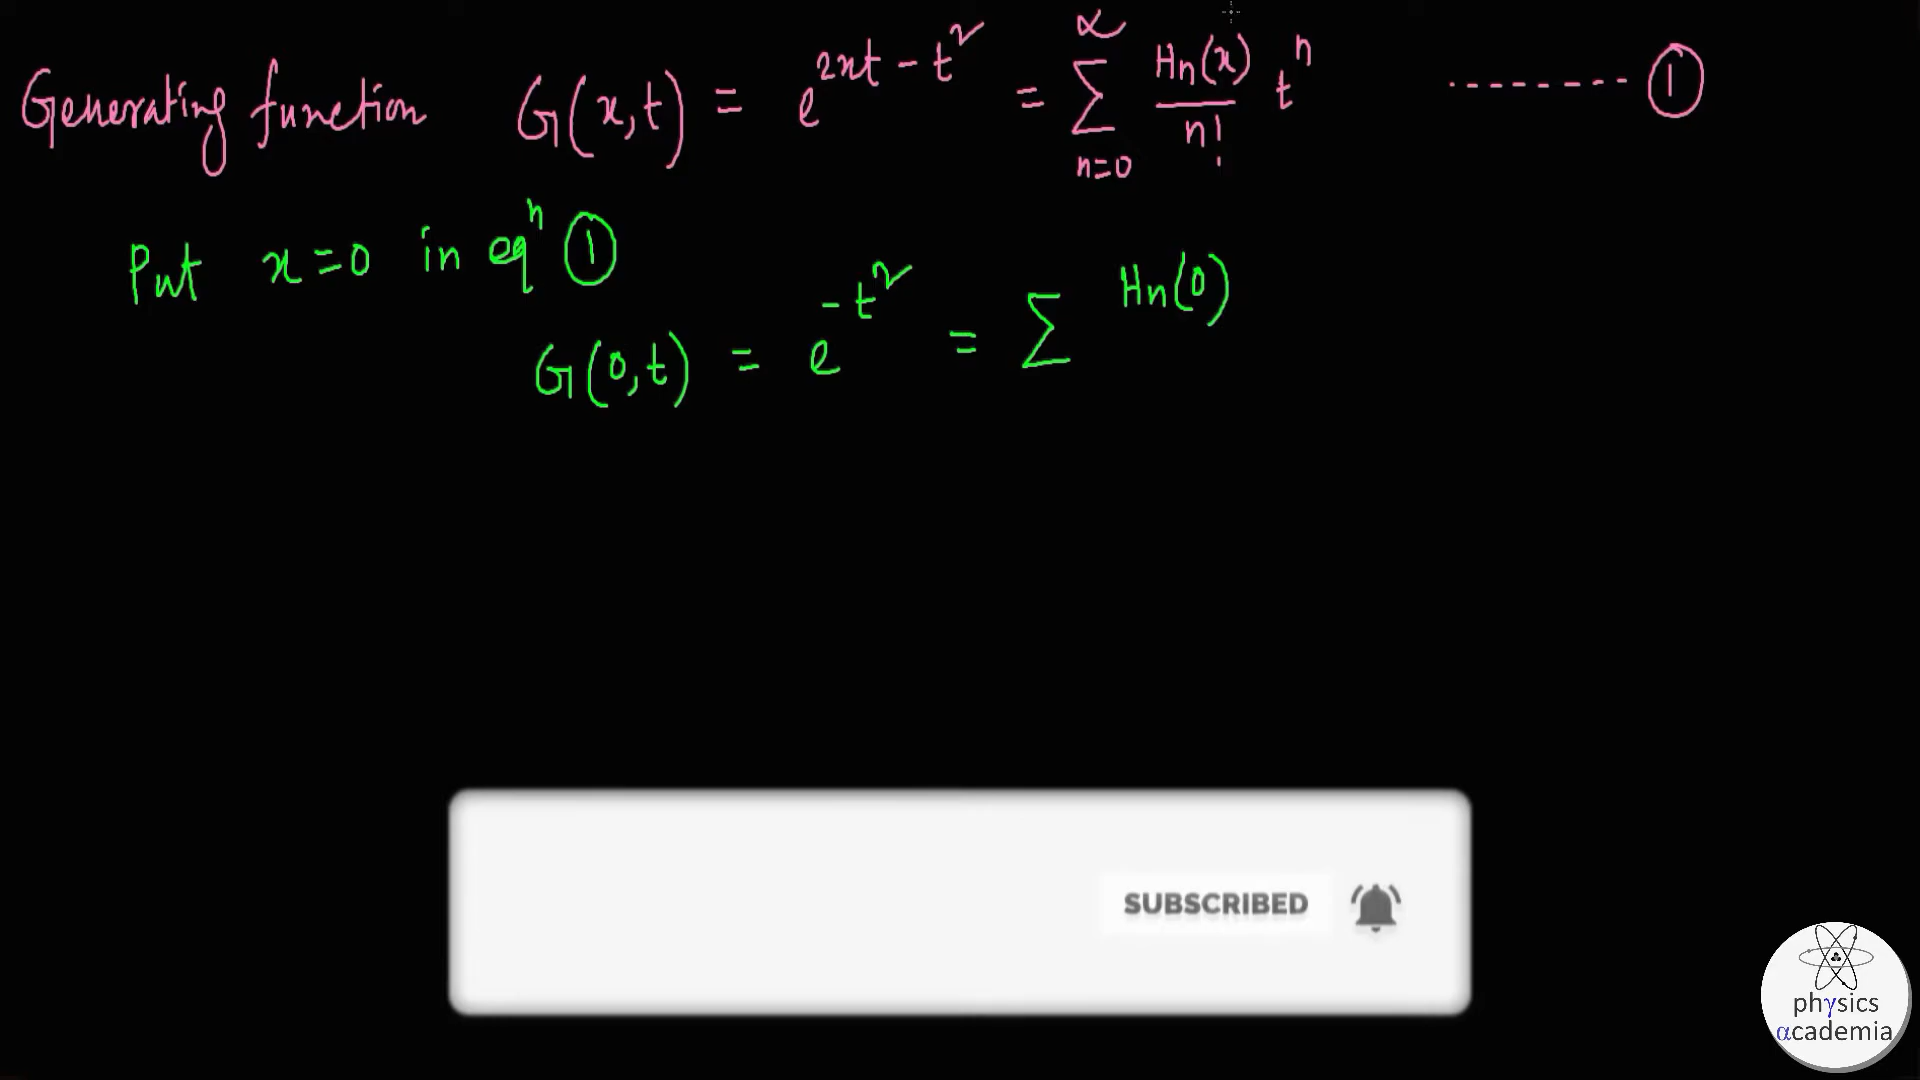 Generating function G(x,t) = e^{2xt - t^2} = ∑_{n=0}^{∝} Hn(x)/n! t^n -------- ①
Put x=0 in eq^n ①
G(0,t) = e^{-t^2} = ∑ Hn(0)
SUBSCRIBED
physics
αcademia